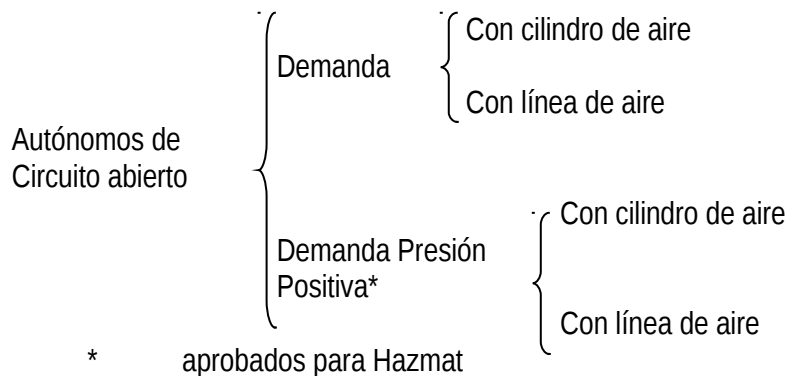 Con cilindro de aire
Demanda
Con línea de aire
Autónomos de
Circuito abierto
Con cilindro de aire
Demanda Presión
Positiva*
Con línea de aire
* aprobados para Hazmat